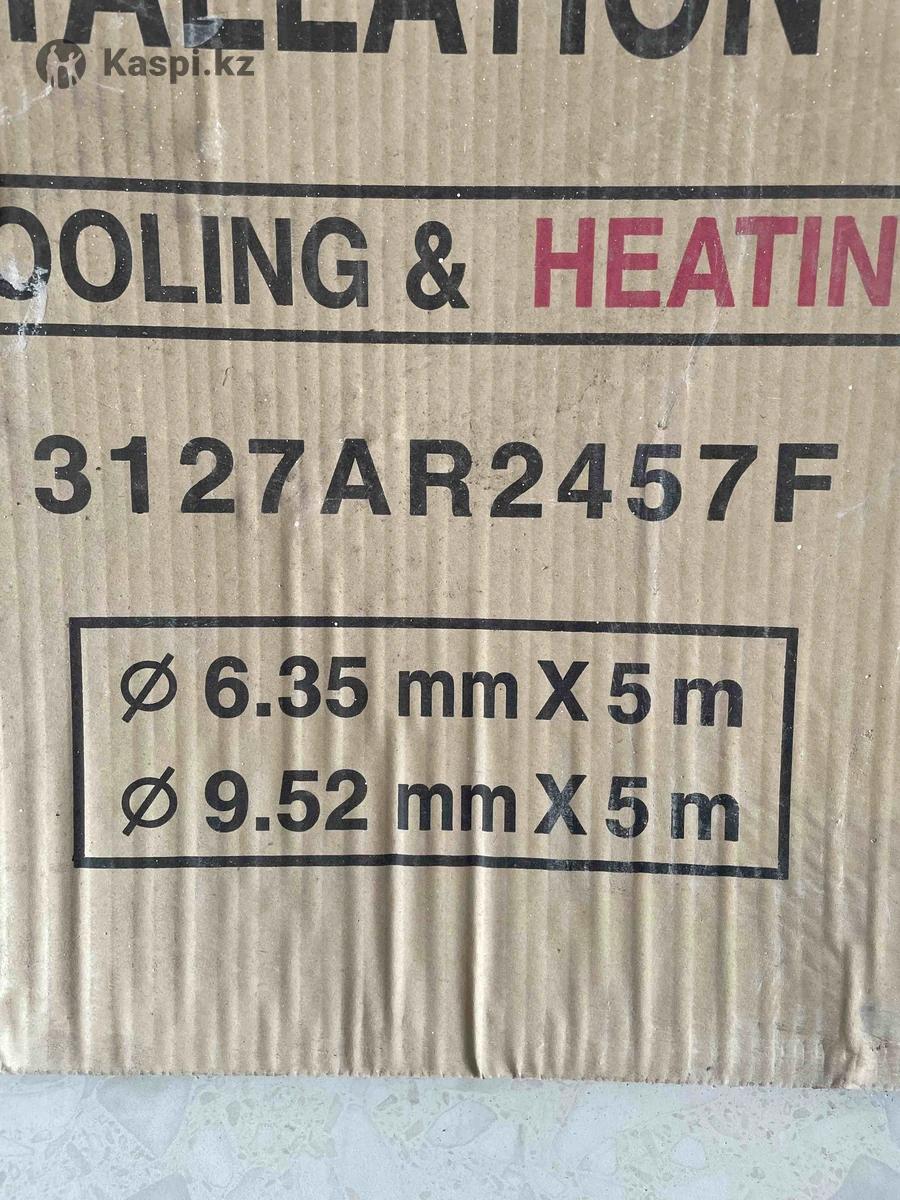 Kaspi.kz
OOLING & HEATIN
3127AR2457F
Ø 6.35 mm X 5 m
Ø 9.52 mm X 5 m